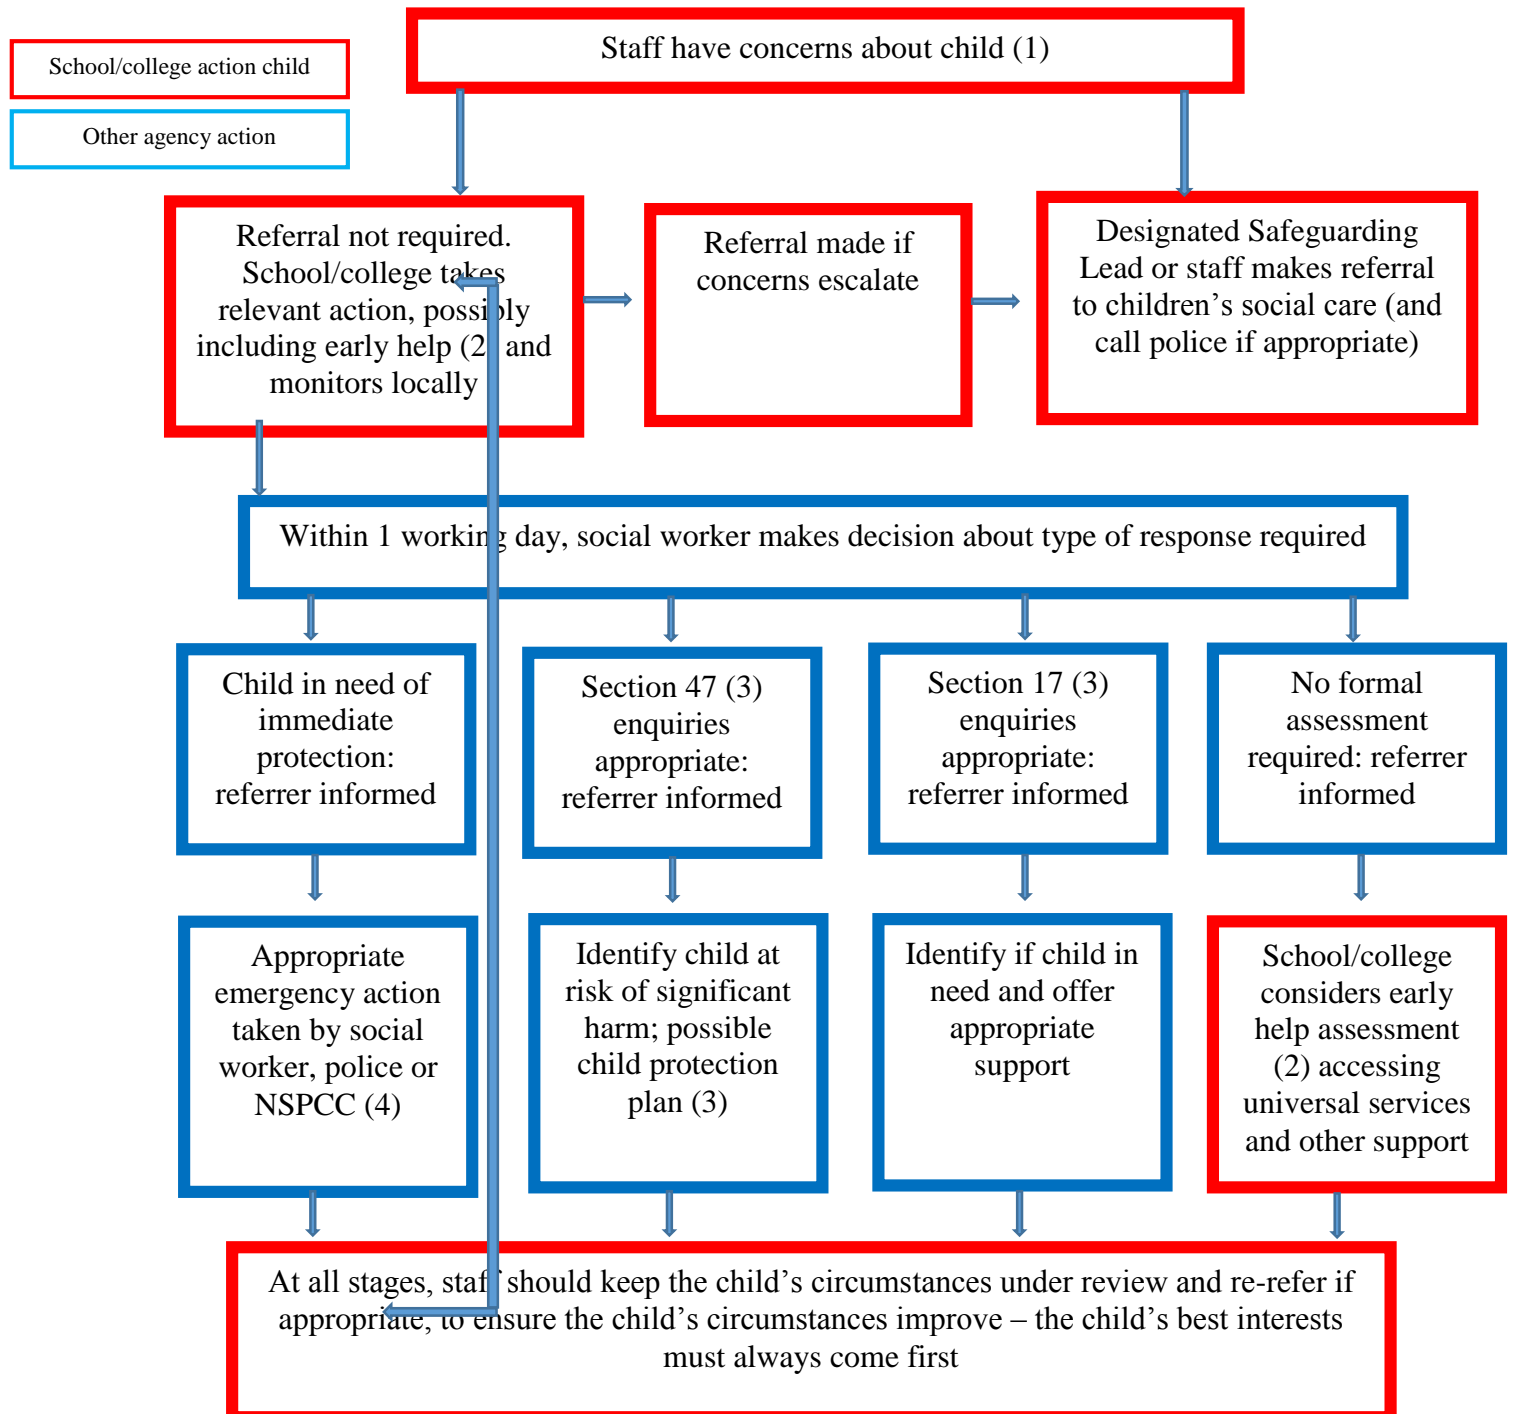 Staff have concerns about child (1)
School/college action child
Other agency action
Referral not required.
School/college takes
relevant action, possibly
including early help (2) and
monitors locally
Referral made if
concerns escalate
Designated Safeguarding
Lead or staff makes referral
to children’s social care (and
call police if appropriate)
Within 1 working day, social worker makes decision about type of response required
Child in need of
immediate
protection:
referrer informed
Section 47 (3)
enquiries
appropriate:
referrer informed
Section 17 (3)
enquiries
appropriate:
referrer informed
No formal
assessment
required: referrer
informed
Appropriate
emergency action
taken by social
worker, police or
NSPCC (4)
Identify child at
risk of significant
harm; possible
child protection
plan (3)
Identify if child in
need and offer
appropriate
support
School/college
considers early
help assessment
(2) accessing
universal services
and other support
At all stages, staff should keep the child’s circumstances under review and re-refer if
appropriate, to ensure the child’s circumstances improve – the child’s best interests
must always come first